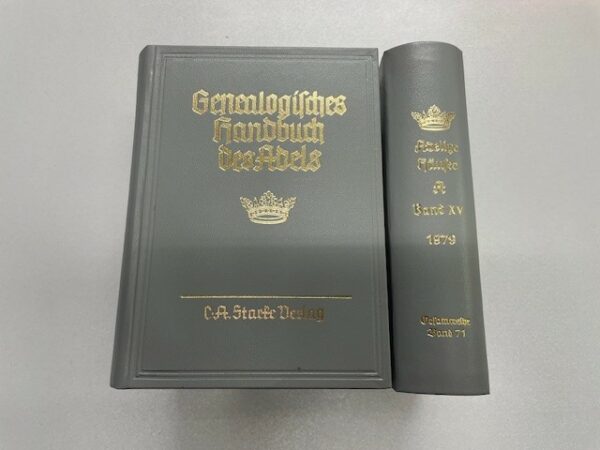 Genealogisches
Handbuch
des Adels
C.A. Starke Verlag
Adelige
Häuser
A
Band XV
1979
Gesamtreihe
Band 71